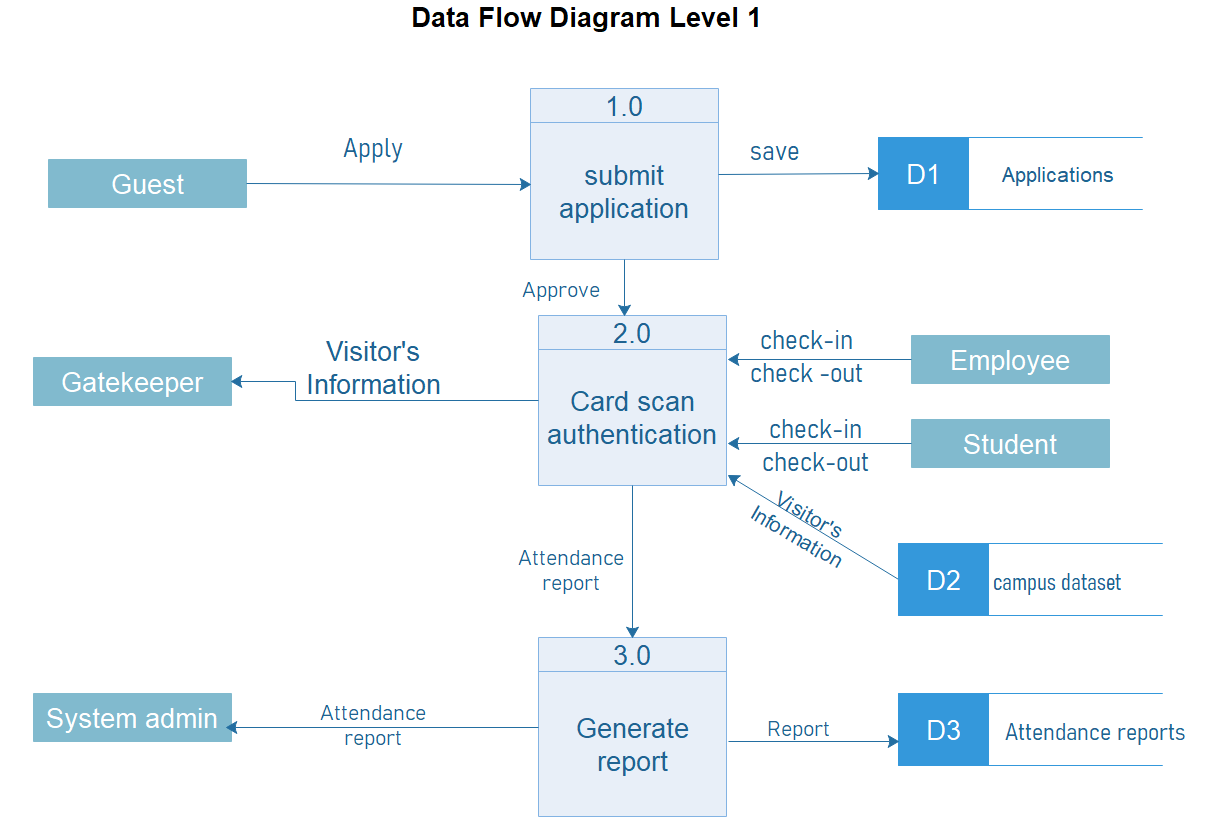 Data Flow Diagram Level 1
1.0
Apply
save
Guest
submit
application
D1
Applications
Approve
2.0
Visitor's
Information
check-in
check -out
Gatekeeper
Employee
Card scan
authentication
check-in
check-out
Student
Visitor's
Information
D2
campus dataset
Attendance
report
3.0
System admin
Attendance
report
Generate
report
Report
D3
Attendance reports